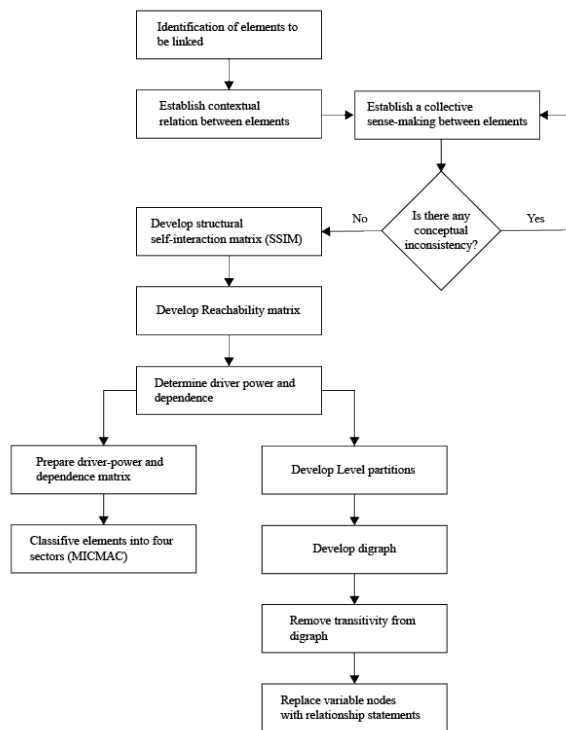 Identification of elements to
be linked
Establish contextual
relation between elements
Establish a collective
sense-making between elements
Is there any
conceptual
inconsistency?
No
Yes
Develop structural
self-interaction matrix (SSIM)
Develop Reachability matrix
Determine driver power and
dependence
Prepare driver-power and
dependence matrix
Classifive elements into four
sectors (MICMAC)
Develop Level partitions
Develop digraph
Remove transitivity from
digraph
Replace variable nodes
with relationship statements